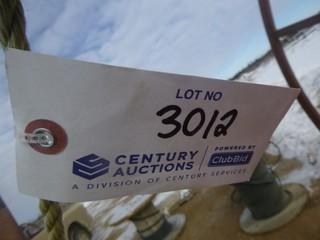 LOT NO
3012
CENTURY AUCTIONS
POWERED BY
ClubBid
A DIVISION OF CENTURY SERVICES